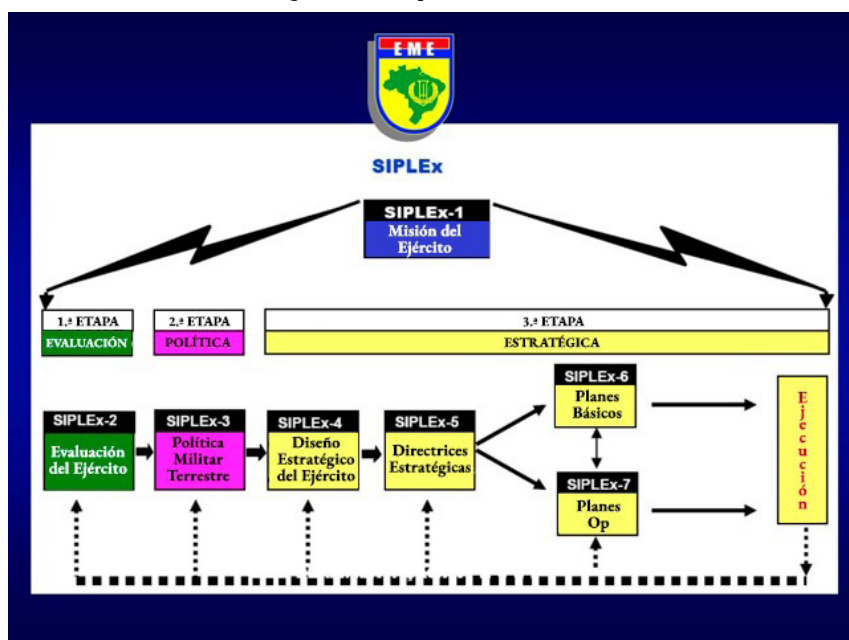 EME
SIPLEx
SIPLEx-1
Misión del
Ejército
1.ª ETAPA
EVALUACIÓN
2.ª ETAPA
POLÍTICA
3.ª ETAPA
ESTRATÉGICA
SIPLEx-2
Evaluación
del Ejército
SIPLEx-3
Política
Militar
Terrestre
SIPLEx-4
Diseño
Estratégico
del Ejército
SIPLEx-5
Directrices
Estratégicas
SIPLEx-6
Planes
Básicos
SIPLEx-7
Planes
Op
Ejecución